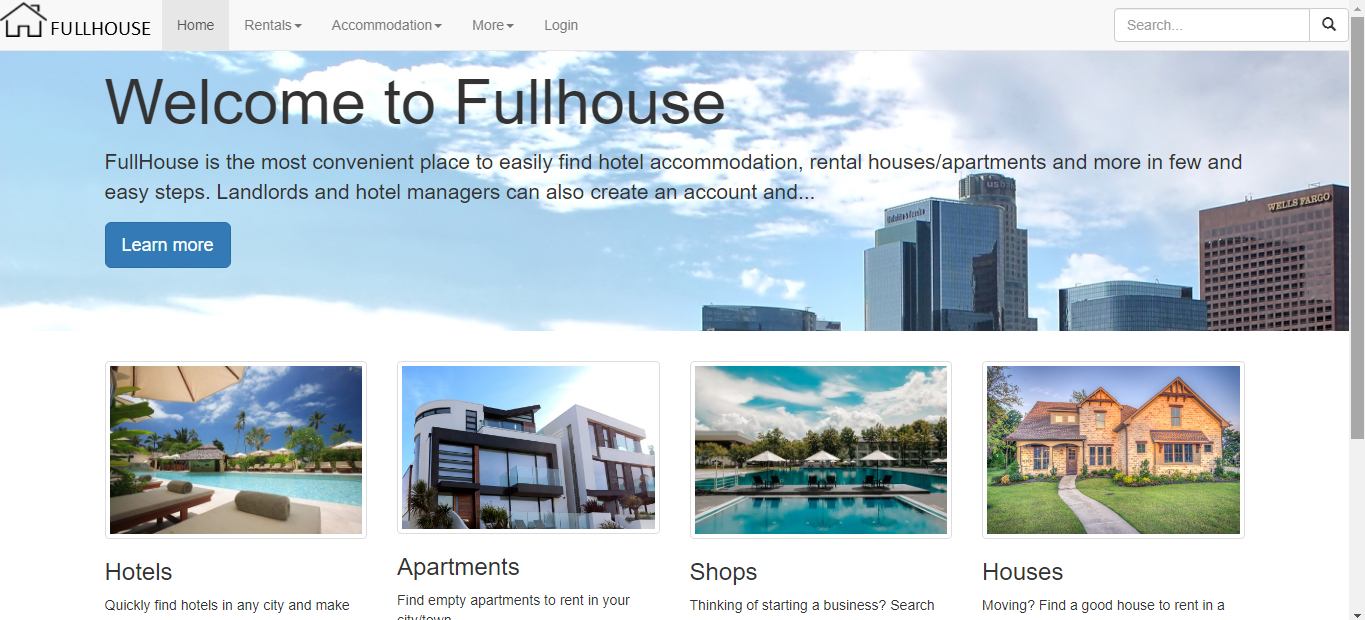 FULLHOUSE
Home Rentals Accommodation More Login
Search...
Welcome to Fullhouse
FullHouse is the most convenient place to easily find hotel accommodation, rental houses/apartments and more in few and
easy steps. Landlords and hotel managers can also create an account and...
Learn more
us
WELLS FARGO
Hotels
Quickly find hotels in any city and make
Apartments
Find empty apartments to rent in your
city/town
Shops
Thinking of starting a business? Search
Houses
Moving? Find a good house to rent in a